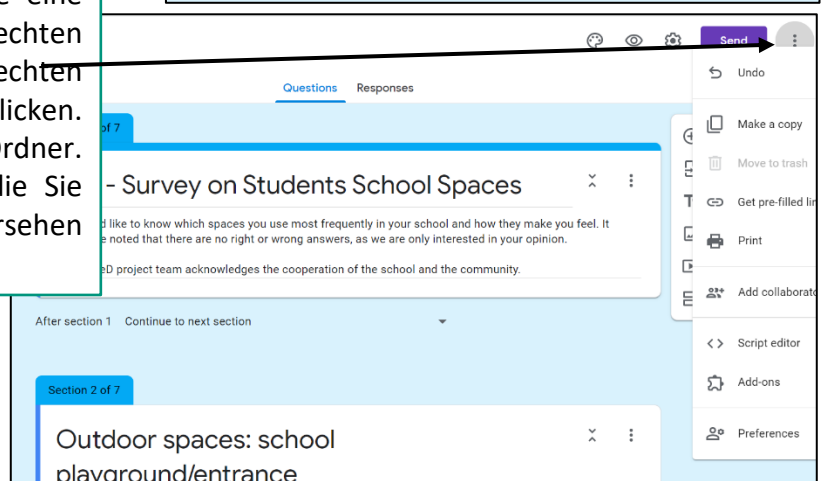 echten
echten
licken.
rdner.
die Sie
rsehen
Send
Questions Responses
of 7
- Survey on Students School Spaces
d like to know which spaces you use most frequently in your school and how they make you feel. It
e noted that there are no right or wrong answers, as we are only interested in your opinion.
eD project team acknowledges the cooperation of the school and the community.
After section 1 Continue to next section
Section 2 of 7
Outdoor spaces: school
playground/entrance
Undo
Make a copy
Move to trash
Get pre-filled lin
Print
Add collaborato
Script editor
Add-ons
Preferences